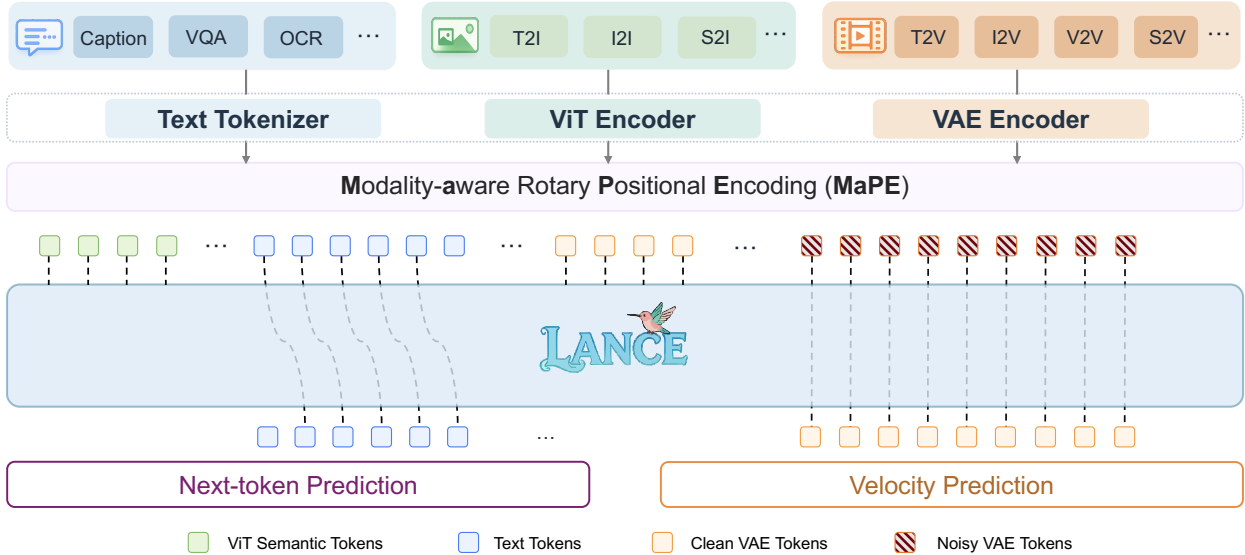 Caption VQA OCR ...
T2I I2I S2I ...
T2V I2V V2V S2V ...
Text Tokenizer
ViT Encoder
VAE Encoder
Modality-aware Rotary Positional Encoding (MaPE)
... ... ...
LANCE
...
Next-token Prediction
Velocity Prediction
ViT Semantic Tokens
Text Tokens
Clean VAE Tokens
Noisy VAE Tokens